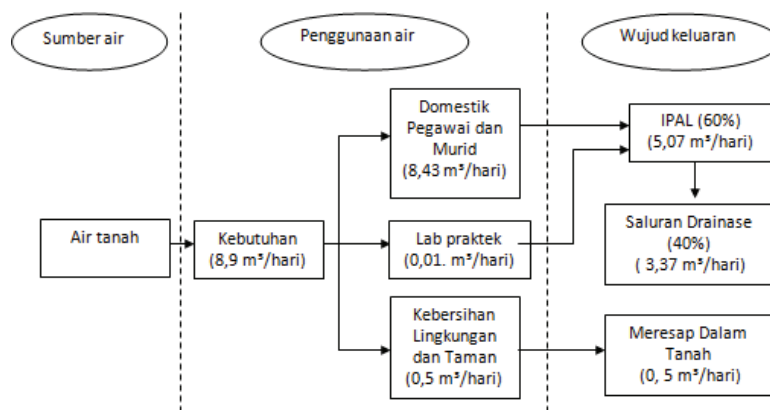 Sumber air
Penggunaan air
Wujud keluaran
Air tanah
Kebutuhan
(8,9 m³/hari)
Domestik
Pegawai dan
Murid
(8,43 m³/hari)
Lab praktek
(0,01. m³/hari)
Kebersihan
Lingkungan
dan Taman
(0,5 m³/hari)
IPAL (60%)
(5,07 m³/hari)
Saluran Drainase
(40%)
( 3,37 m³/hari)
Meresap Dalam
Tanah
(0, 5 m³/hari)